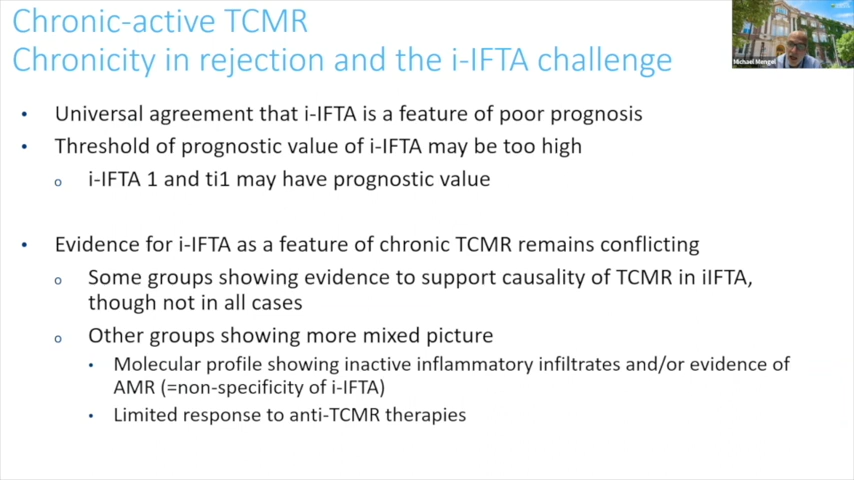 Chronic-active TCMR
Chronicity in rejection and the i-IFTA challenge
Michael Mengel
• Universal agreement that i-IFTA is a feature of poor prognosis
• Threshold of prognostic value of i-IFTA may be too high
o i-IFTA 1 and ti1 may have prognostic value
• Evidence for i-IFTA as a feature of chronic TCMR remains conflicting
o Some groups showing evidence to support causality of TCMR in iIFTA,
though not in all cases
o Other groups showing more mixed picture
• Molecular profile showing inactive inflammatory infiltrates and/or evidence of
AMR (=non-specificity of i-IFTA)
• Limited response to anti-TCMR therapies